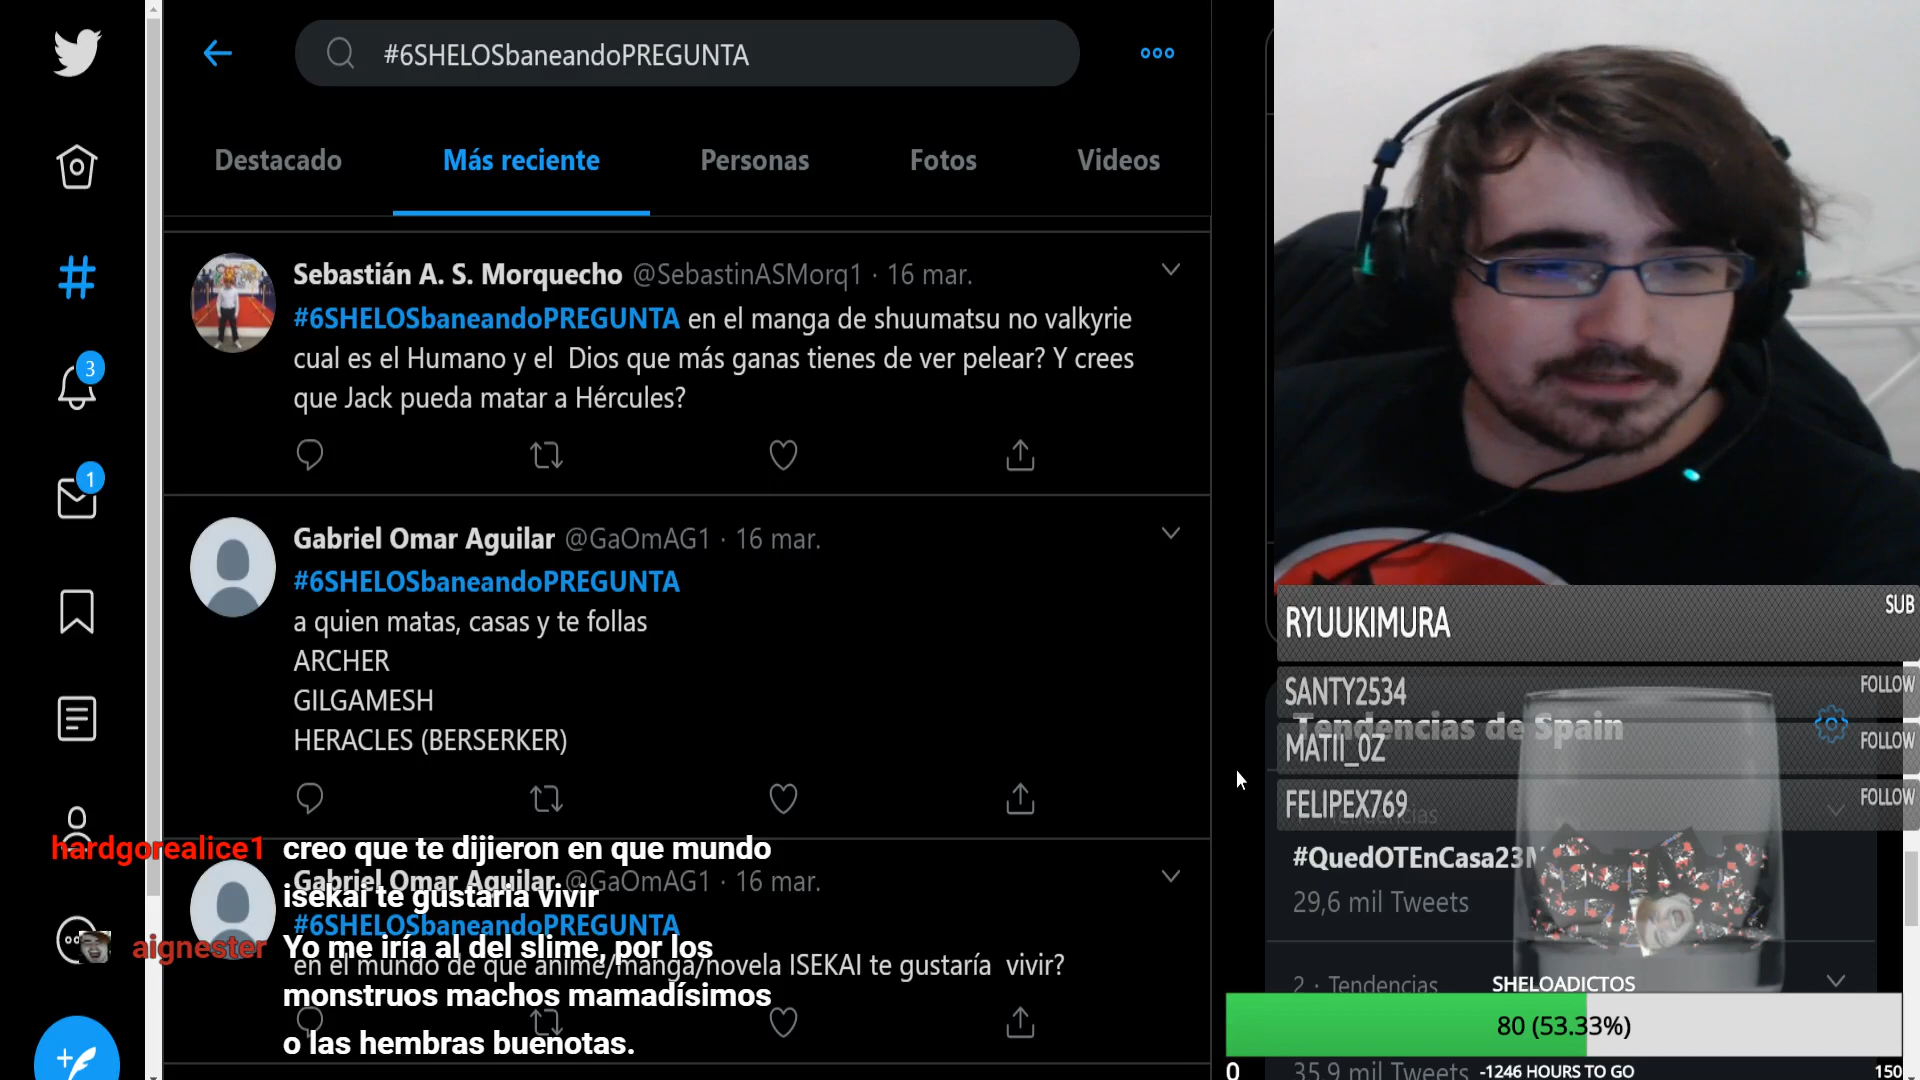 #6SHELOSbaneandoPREGUNTA
Destacado
Más reciente
Personas
Fotos
Videos
Sebastián A. S. Morquecho @SebastinASMorq1 · 16 mar.
#6SHELOSbaneandoPREGUNTA en el manga de shuumatsu no valkyrie
cual es el Humano y el Dios que más ganas tienes de ver pelear? Y crees
que Jack pueda matar a Hércules?
3
1
Gabriel Omar Aguilar @GaOmAG1 · 16 mar.
#6SHELOSbaneandoPREGUNTA
a quien matas, casas y te follas
ARCHER
GILGAMESH
HERACLES (BERSERKER)
hardgorealice1 creo que te dijieron en que mundo
isekai te gustaria vivir
Gabriel Omar Aguilar @GaOmAG1 · 16 mar.
#6SHELOSbaneandoPREGUNTA
aignester Yo me iría al del slime, por los
en el mundo de que anime/manga/novela ISEKAI te gustaría vivir?
monstruos machos mamadísimos
o las hembras buenotas.
RYUUKIMURA SUB
SANTY2534 FOLLOW
Tendencias de Spain
MATII_0Z FOLLOW
FELIPEX769 FOLLOW
Tendencias
#QuedOTEnCasa23M
29,6 mil Tweets
2 · Tendencias
SHELOADICTOS
80 (53.33%)
0
35,9 mil Tweets
-1246 HOURS TO GO
150